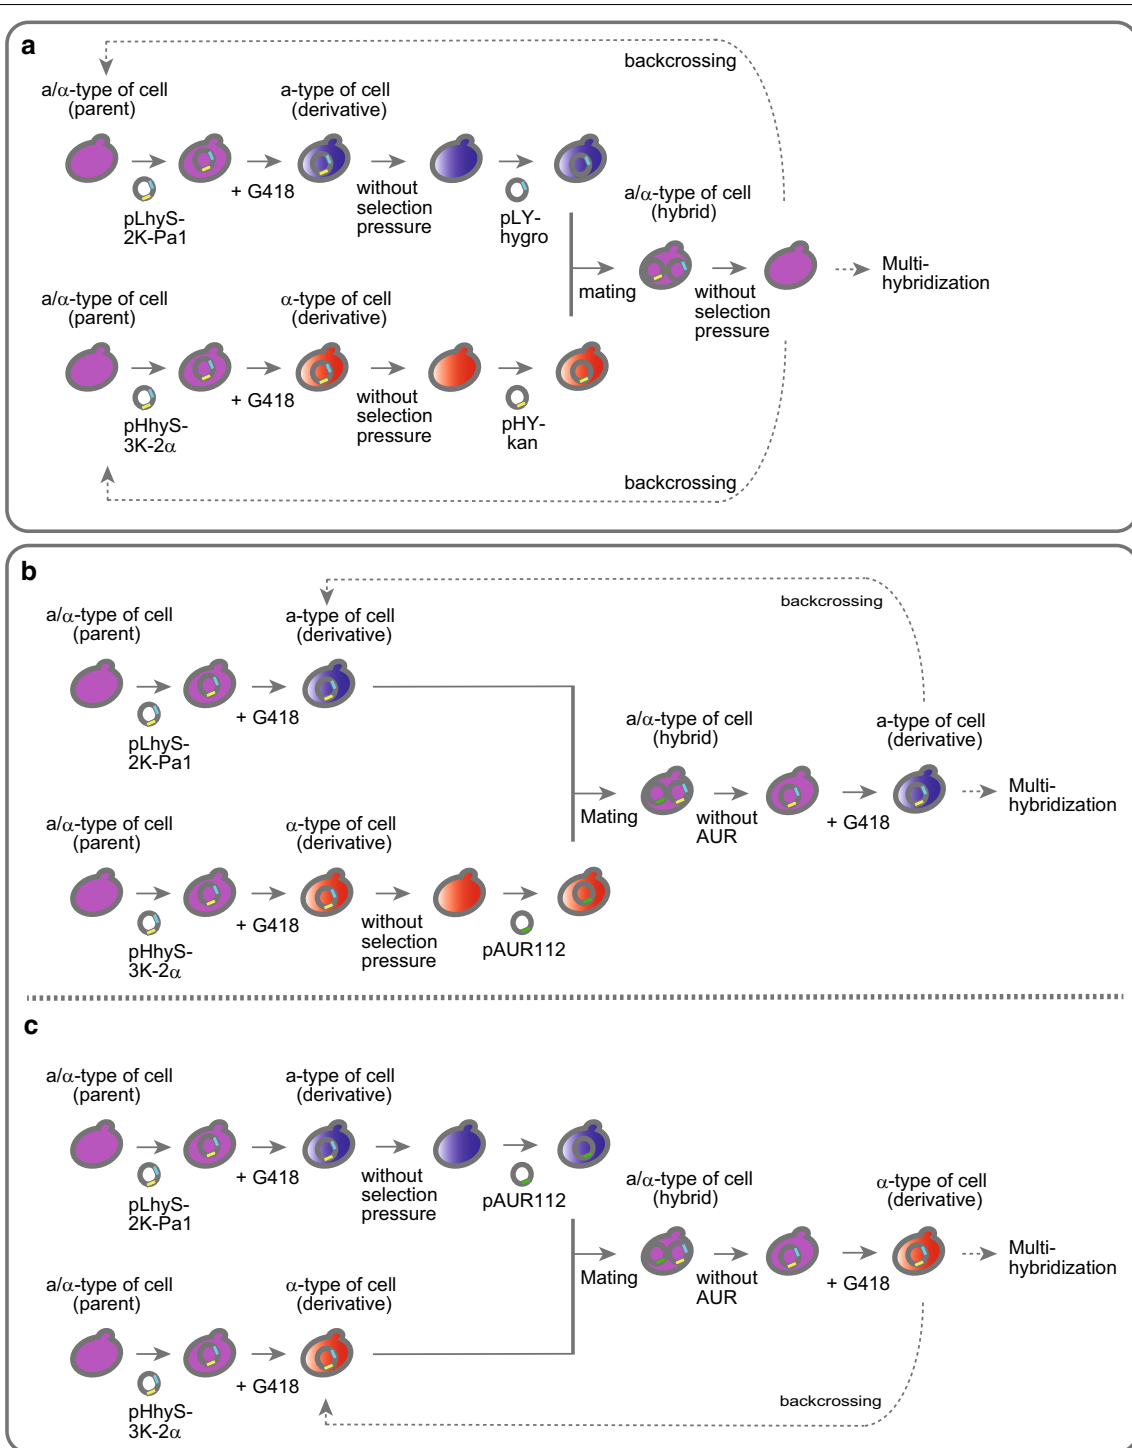 a
backcrossing
a/α-type of cell
(parent)
a-type of cell
(derivative)
pLhyS-
2K-Pa1
+ G418
without
selection
pressure
pLY-
hygro
a/α-type of cell
(hybrid)
mating
without
selection
pressure
Multi-
hybridization
a/α-type of cell
(parent)
α-type of cell
(derivative)
pHhyS-
3K-2α
+ G418
without
selection
pressure
pHY-
kan
backcrossing
b
backcrossing
a/α-type of cell
(parent)
a-type of cell
(derivative)
pLhyS-
2K-Pa1
+ G418
a/α-type of cell
(hybrid)
a-type of cell
(derivative)
Mating
without
AUR
+ G418
Multi-
hybridization
a/α-type of cell
(parent)
α-type of cell
(derivative)
pHhyS-
3K-2α
+ G418
without
selection
pressure
pAUR112
c
a/α-type of cell
(parent)
a-type of cell
(derivative)
pLhyS-
2K-Pa1
+ G418
without
selection
pressure
pAUR112
a/α-type of cell
(hybrid)
α-type of cell
(derivative)
Mating
without
AUR
+ G418
Multi-
hybridization
a/α-type of cell
(parent)
α-type of cell
(derivative)
pHhyS-
3K-2α
+ G418
backcrossing